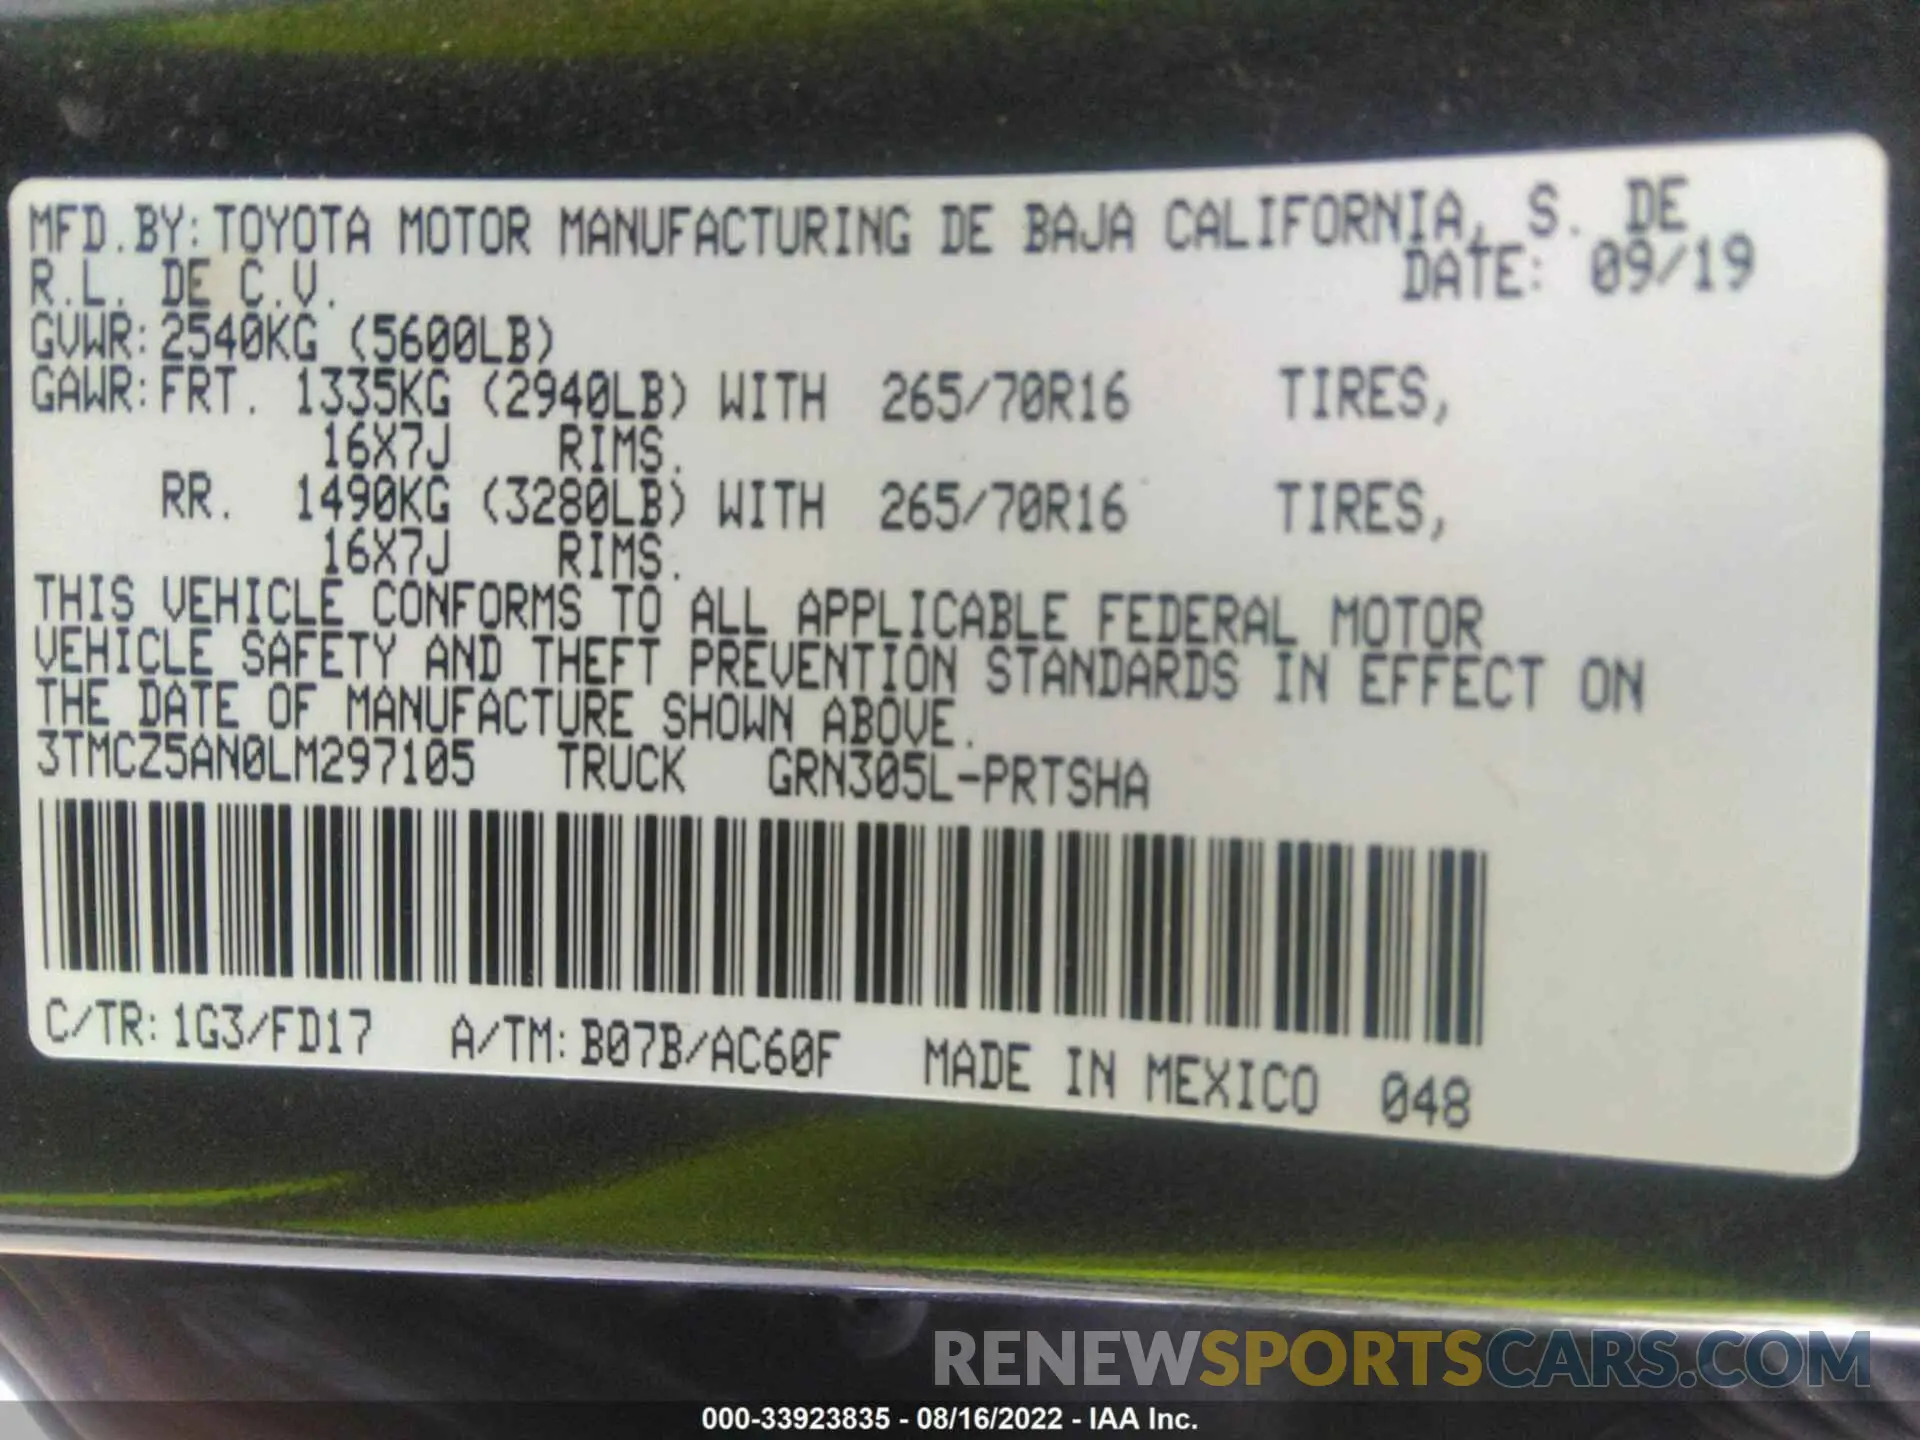 MFD.BY: TOYOTA MOTOR MANUFACTURING DE BAJA CALIFORNIA, S. DE
R.L. DE C.V. DATE: 09/19
GVWR: 2540KG (5600LB)
GAWR: FRT. 1335KG (2940LB) WITH 265/70R16 TIRES,
16X7J RIMS.
RR. 1490KG (3280LB) WITH 265/70R16 TIRES,
16X7J RIMS.
THIS VEHICLE CONFORMS TO ALL APPLICABLE FEDERAL MOTOR
VEHICLE SAFETY AND THEFT PREVENTION STANDARDS IN EFFECT ON
THE DATE OF MANUFACTURE SHOWN ABOVE.
3TMCZ5AN0LM297105 TRUCK GRN305L-PRTSHA
C/TR: 1G3/FD17 A/TM: B07B/AC60F MADE IN MEXICO 048
RENEWSPORTSCARS.COM
000-33923835 - 08/16/2022 - IAA Inc.